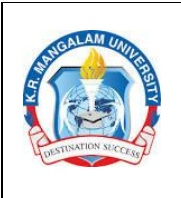 K.R. MANGALAM UNIVERSITY
DESTINATION SUCCESS